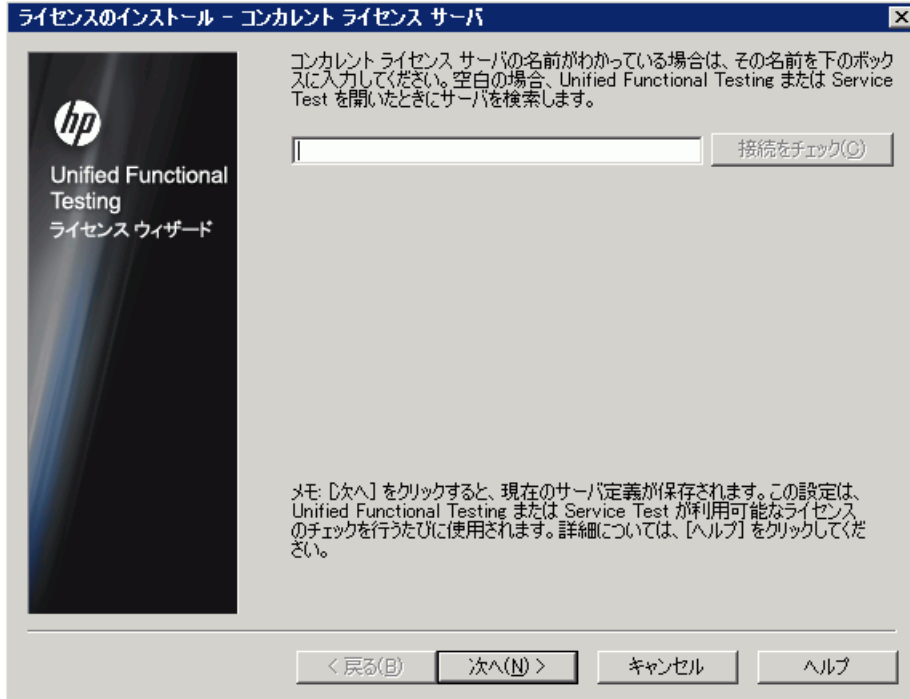 ライセンスのインストール - コンカレント ライセンス サーバ
コンカレント ライセンス サーバの名前がわかっている場合は、その名前を下のボック
スに入力してください。空白の場合、Unified Functional Testing または Service
Test を開いたときにサーバを検索します。
接続をチェック(C)
hp
Unified Functional
Testing
ライセンス ウィザード
メモ: [次へ] をクリックすると、現在のサーバ定義が保存されます。この設定は、
Unified Functional Testing または Service Test が利用可能なライセンス
のチェックを行うたびに使用されます。詳細については、[ヘルプ] をクリックしてくだ
さい。
< 戻る(B)
次へ(N) >
キャンセル
ヘルプ